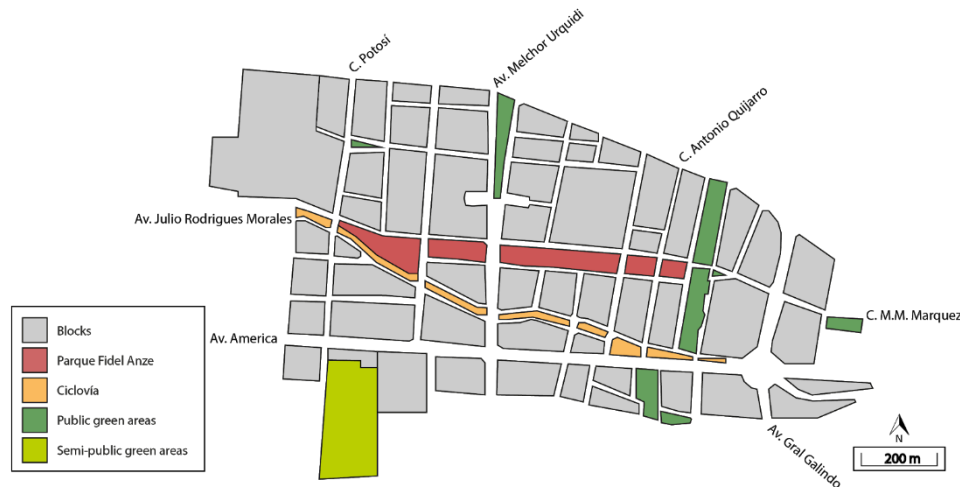 C. Potosí
Av. Melchor Urquidi
C. Antonio Quijarro
Av. Julio Rodrigues Morales
C. M.M. Marquez
Av. America
Av. Gral Galindo
Blocks
Parque Fidel Anze
Ciclovía
Public green areas
Semi-public green areas
N
200 m